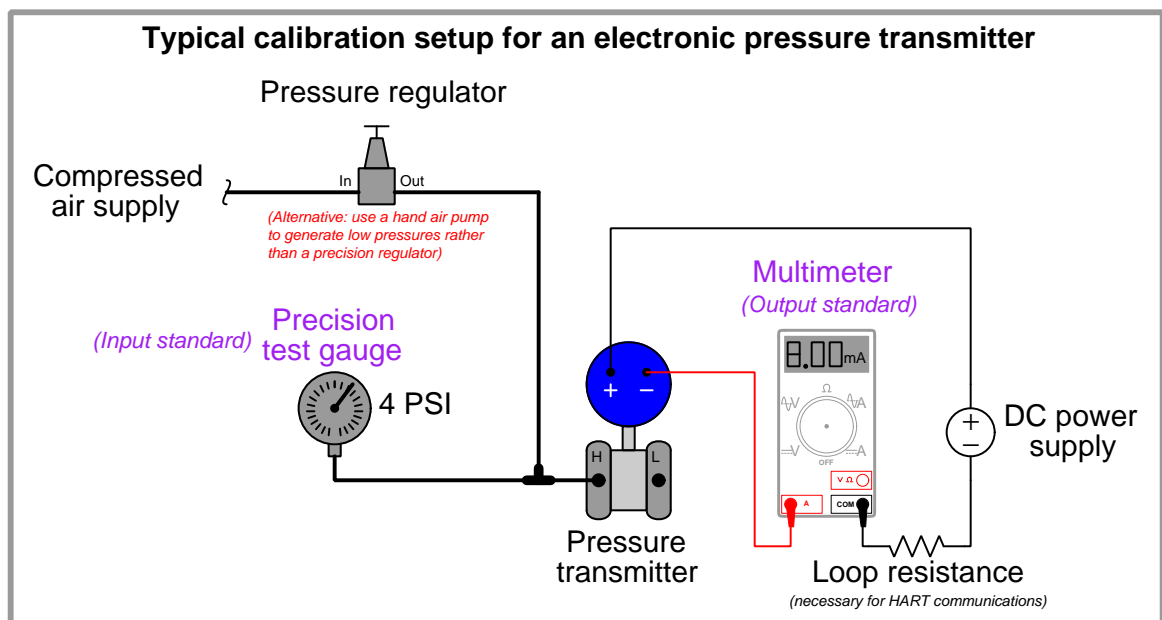 Typical calibration setup for an electronic pressure transmitter
Pressure regulator
Compressed
air supply
In
Out
(Alternative: use a hand air pump
to generate low pressures rather
than a precision regulator)
Multimeter
(Output standard)
(Input standard)
Precision
test gauge
4 PSI
8.00 mA
+
−
Ω
V
A
V
A
OFF
V Ω
A
COM
+
−
DC power
supply
H
L
Pressure
transmitter
Loop resistance
(necessary for HART communications)